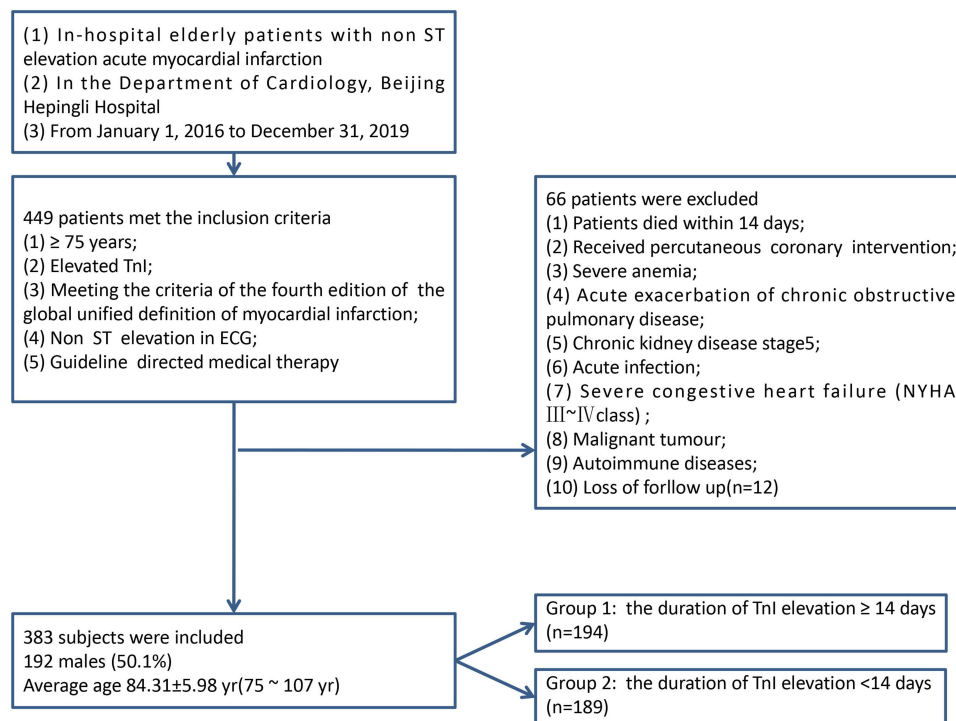 (1) In-hospital elderly patients with non ST
elevation acute myocardial infarction
(2) In the Department of Cardiology, Beijing
Hepingli Hospital
(3) From January 1, 2016 to December 31, 2019
449 patients met the inclusion criteria
(1) ≥ 75 years;
(2) Elevated TnI;
(3) Meeting the criteria of the fourth edition of the
global unified definition of myocardial infarction;
(4) Non ST elevation in ECG;
(5) Guideline directed medical therapy
66 patients were excluded
(1) Patients died within 14 days;
(2) Received percutaneous coronary intervention;
(3) Severe anemia;
(4) Acute exacerbation of chronic obstructive
pulmonary disease;
(5) Chronic kidney disease stage5;
(6) Acute infection;
(7) Severe congestive heart failure (NYHA
Ⅲ~Ⅳclass) ;
(8) Malignant tumour;
(9) Autoimmune diseases;
(10) Loss of forllow up(n=12)
383 subjects were included
192 males (50.1%)
Average age 84.31±5.98 yr(75 ~ 107 yr)
Group 1: the duration of TnI elevation ≥ 14 days
(n=194)
Group 2: the duration of TnI elevation <14 days
(n=189)